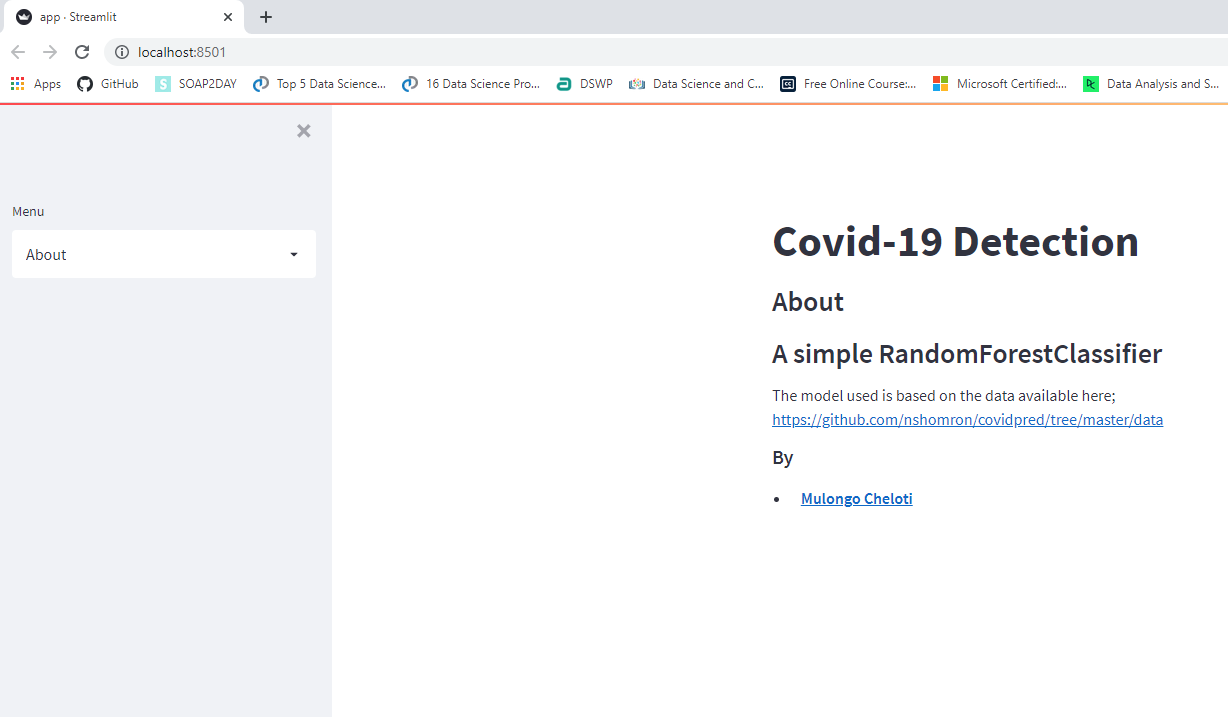 app · Streamlit
localhost:8501
Apps GitHub SOAP2DAY Top 5 Data Science... 16 Data Science Pro... DSWP Data Science and C... Free Online Course:... Microsoft Certified:... Data Analysis and S...
Menu
About
Covid-19 Detection
About
A simple RandomForestClassifier
The model used is based on the data available here;
https://github.com/nshomron/covidpred/tree/master/data
By
• Mulongo Cheloti